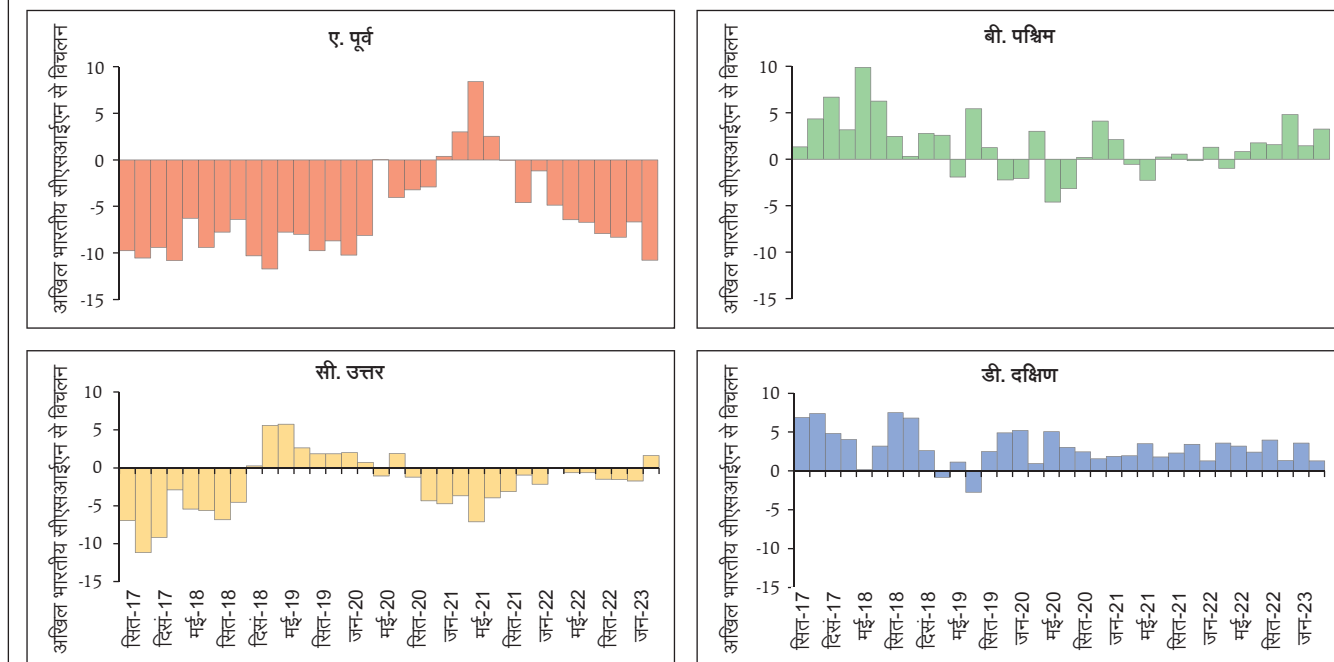 ए. पूर्व
अखिल भारतीय सीएसआईएन से विचलन
10
5
0
-5
-10
-15
बी. पश्चिम
अखिल भारतीय सीएसआईएन से विचलन
10
5
0
-5
-10
-15
सी. उत्तर
अखिल भारतीय सीएसआईएन से विचलन
10
5
0
-5
-10
-15
सित-17
दिसं-17
मई-18
सित-18
दिसं-18
मई-19
सित-19
जन-20
मई-20
सित-20
जन-21
मई-21
सित-21
जन-22
मई-22
सित-22
जन-23
डी. दक्षिण
अखिल भारतीय सीएसआईएन से विचलन
10
5
0
-5
-10
-15
सित-17
दिसं-17
मई-18
सित-18
दिसं-18
मई-19
सित-19
जन-20
मई-20
सित-20
जन-21
मई-21
सित-21
जन-22
मई-22
सित-22
जन-23